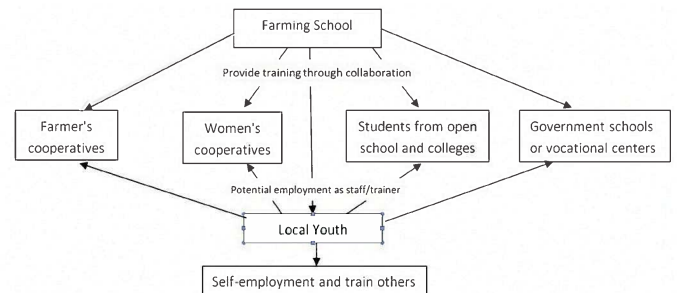 Farming School
Provide training through collaboration
Farmer's
cooperatives
Women's
cooperatives
Students from open
school and colleges
Government schools
or vocational centers
Potential employment as staff/trainer
Local Youth
Self-employment and train others